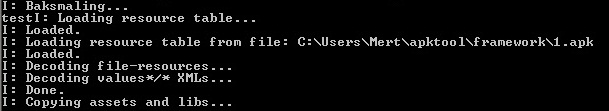 I: Baksmaling...
testI: Loading resource table...
I: Loaded.
I: Loading resource table from file: C:\Users\Mert\apktool\framework\1.apk
I: Loaded.
I: Decoding file-resources...
I: Decoding values*/* XMLs...
I: Done.
I: Copying assets and libs...